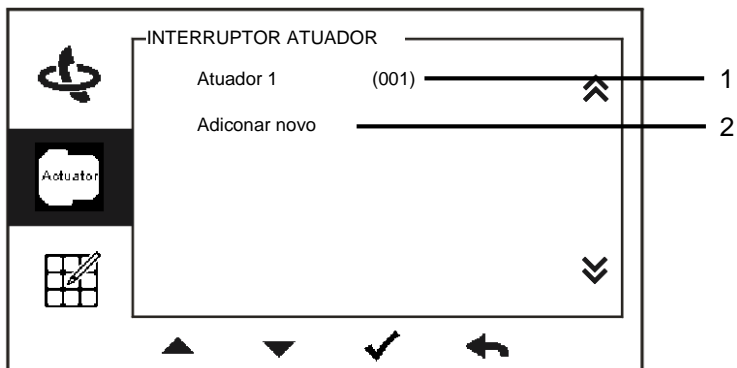 INTERRUPTOR ATUADOR
Atuador 1 (001) 1
Adiconar novo 2
Actuator